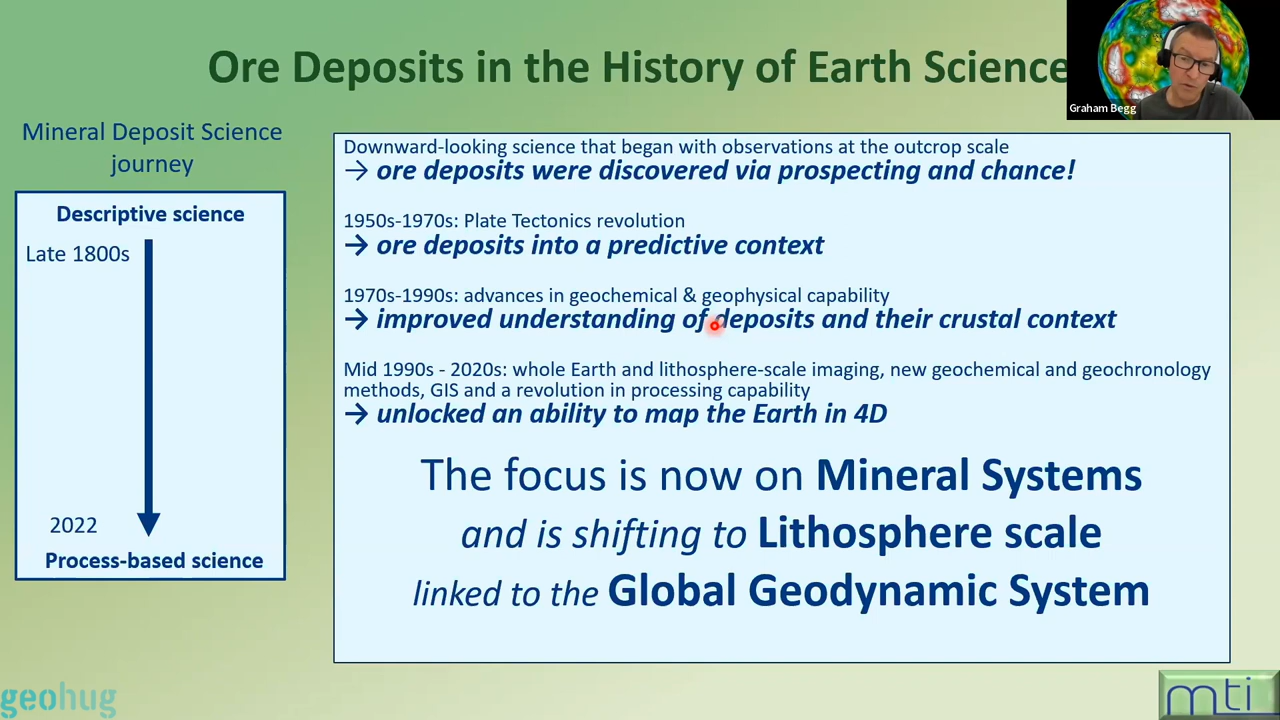 Ore Deposits in the History of Earth Science
Graham Begg
Mineral Deposit Science
journey
Descriptive science
Late 1800s
2022
Process-based science
Downward-looking science that began with observations at the outcrop scale
→ ore deposits were discovered via prospecting and chance!
1950s-1970s: Plate Tectonics revolution
→ ore deposits into a predictive context
1970s-1990s: advances in geochemical & geophysical capability
→ improved understanding of deposits and their crustal context
Mid 1990s - 2020s: whole Earth and lithosphere-scale imaging, new geochemical and geochronology
methods, GIS and a revolution in processing capability
→ unlocked an ability to map the Earth in 4D
The focus is now on Mineral Systems
and is shifting to Lithosphere scale
linked to the Global Geodynamic System
geohug
mti